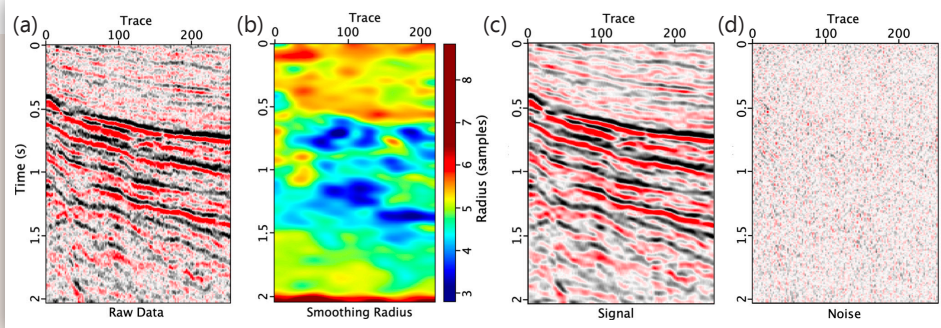 (a) Trace
0 100 200
0
0.5
1
1.5
2
Time (s)
Raw Data
(b) Trace
0 100 200
0
0.5
1
1.5
2
Smoothing Radius
8
7
6
5
4
3
Radius (samples)
(c) Trace
0 100 200
0
0.5
1
1.5
2
Signal
(d) Trace
0 100 200
0
0.5
1
1.5
2
Noise